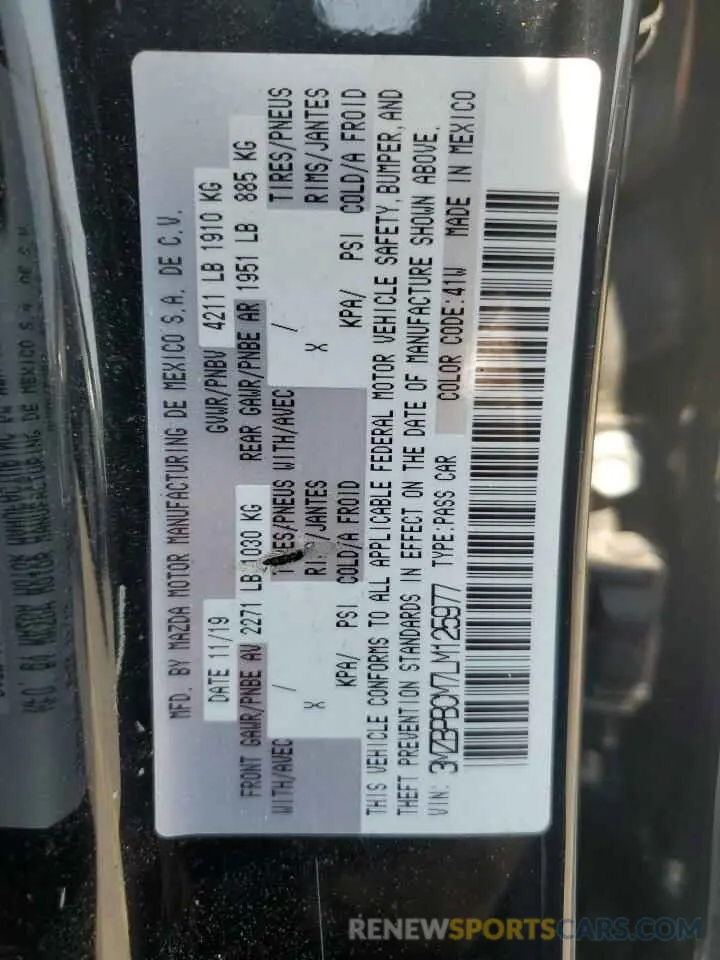 MFD. BY MAZDA MOTOR MANUFACTURING DE MEXICO S.A. DE C.V.
DATE 11/19 GVWR/PNBV 4211 LB 1910 KG
FRONT GAWR/PNBE AV 2271 LB 1030 KG REAR GAWR/PNBE AR 1951 LB 885 KG
WITH/AVEC / TIRES/PNEUS WITH/AVEC / TIRES/PNEUS
X RIMS/JANTES X RIMS/JANTES
KPA/ PSI COLD/A FROID KPA/ PSI COLD/A FROID
THIS VEHICLE CONFORMS TO ALL APPLICABLE FEDERAL MOTOR VEHICLE SAFETY, BUMPER, AND
THEFT PREVENTION STANDARDS IN EFFECT ON THE DATE OF MANUFACTURE SHOWN ABOVE.
VIN: 3MZBPBCM7LM125977 TYPE:PASS CAR COLOR CODE:41W MADE IN MEXICO
RENEWSPORTSCARS.COM